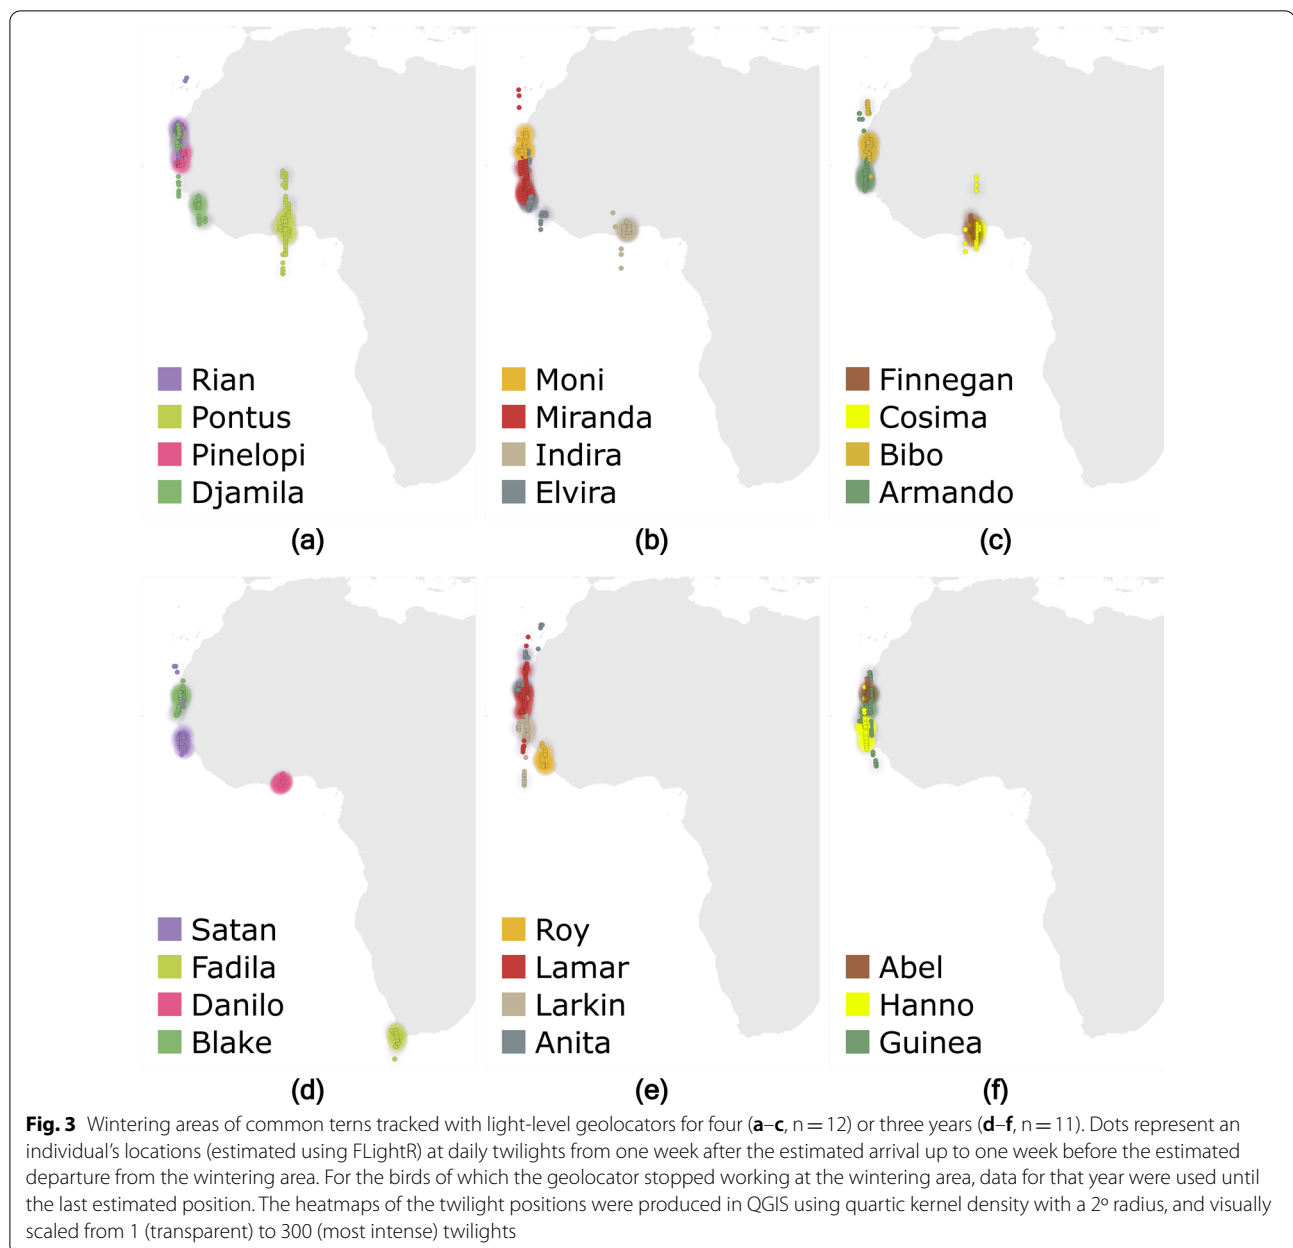 Rian
Pontus
Pinelopi
Djamila
(a)
Moni
Miranda
Indira
Elvira
(b)
Finnegan
Cosima
Bibo
Armando
(c)
Satan
Fadila
Danilo
Blake
(d)
Roy
Lamar
Larkin
Anita
(e)
Abel
Hanno
Guinea
(f)
Fig. 3 Wintering areas of common terns tracked with light-level geolocators for four (a–c, n = 12) or three years (d–f, n = 11). Dots represent an
individual's locations (estimated using FLightR) at daily twilights from one week after the estimated arrival up to one week before the estimated
departure from the wintering area. For the birds of which the geolocator stopped working at the wintering area, data for that year were used until
the last estimated position. The heatmaps of the twilight positions were produced in QGIS using quartic kernel density with a 2º radius, and visually
scaled from 1 (transparent) to 300 (most intense) twilights